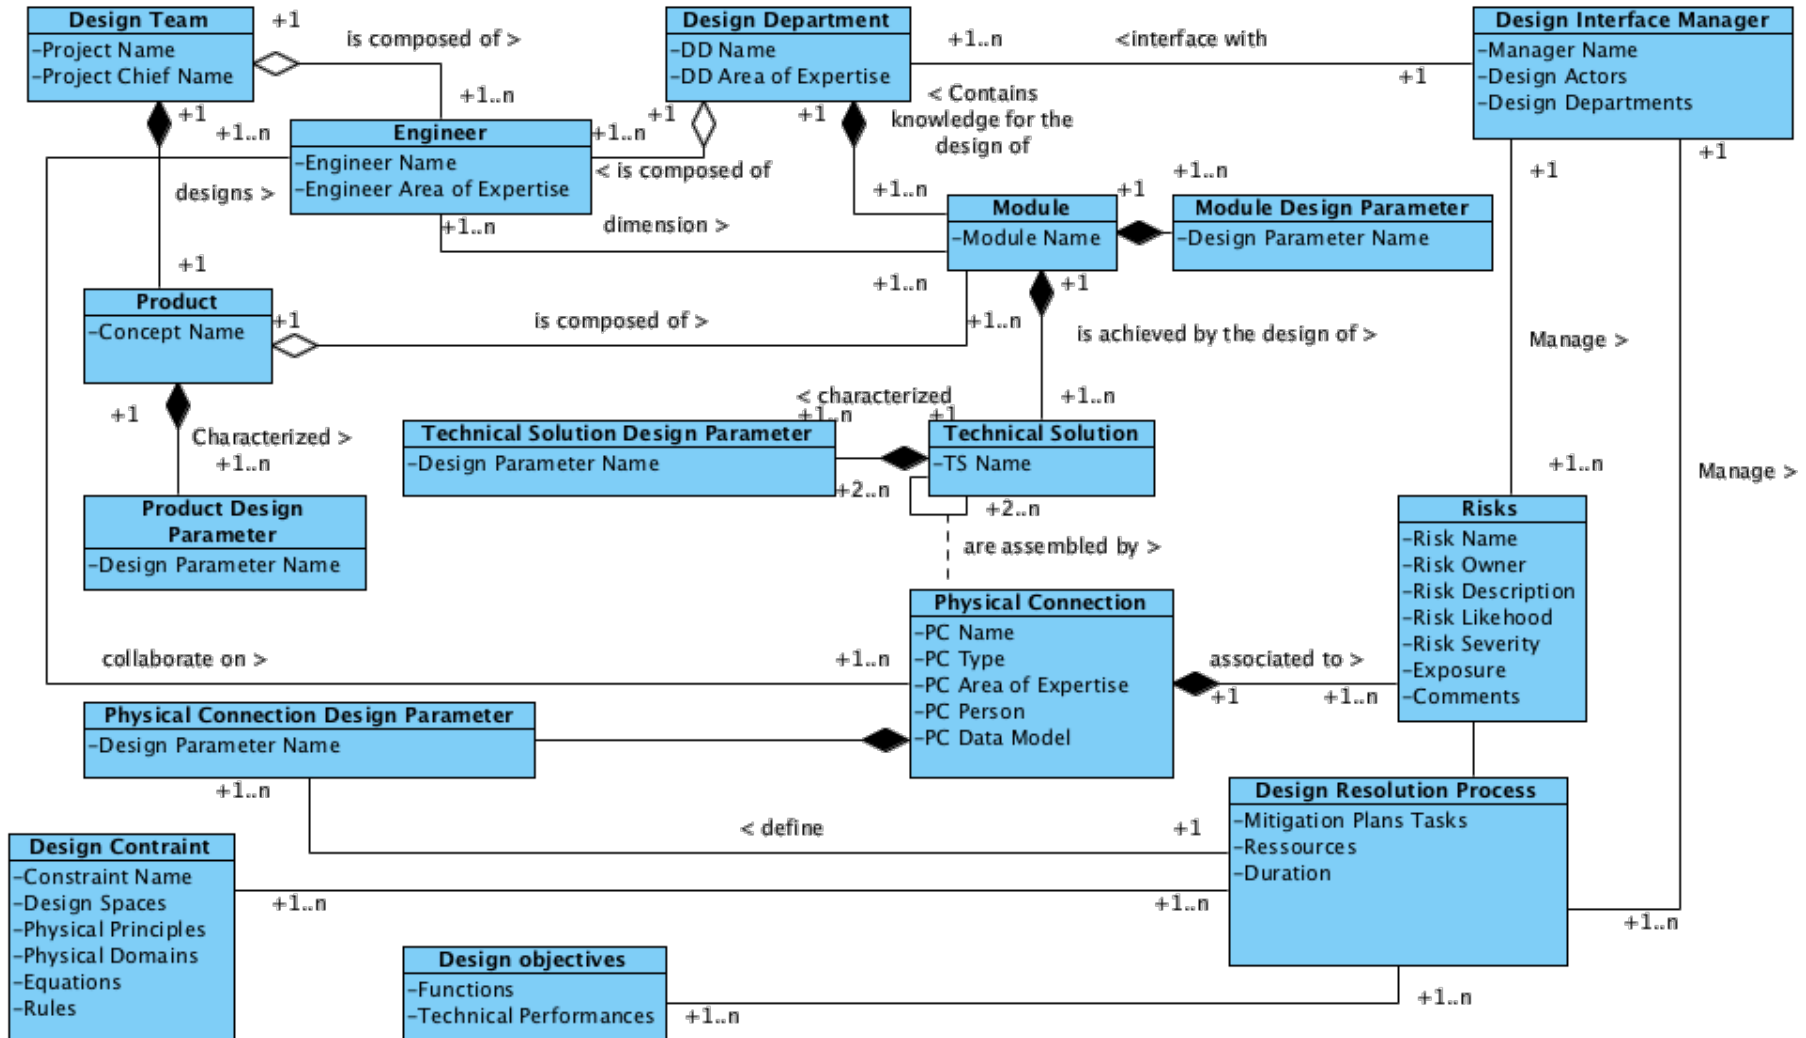 Design Team
-Project Name
-Project Chief Name
+1
is composed of >
+1..n
Design Department
-DD Name
-DD Area of Expertise
+1..n
<interface with
+1
Design Interface Manager
-Manager Name
-Design Actors
-Design Departments
+1
+1..n
Engineer
-Engineer Name
-Engineer Area of Expertise
+1..n
+1
< is composed of
+1
< Contains
knowledge for the
design of
+1..n
designs >
+1..n
dimension >
Module
-Module Name
+1
+1..n
Module Design Parameter
-Design Parameter Name
+1
+1
+1
Product
-Concept Name
+1
is composed of >
+1..n
+1..n
+1
is achieved by the design of >
+1..n
Manage >
Manage >
+1
Characterized >
+1..n
Product Design
Parameter
-Design Parameter Name
< characterized
+1..n
+1
Technical Solution Design Parameter
-Design Parameter Name
Technical Solution
-TS Name
+2..n
+2..n
are assembled by >
+1..n
Risks
-Risk Name
-Risk Owner
-Risk Description
-Risk Likehood
-Risk Severity
-Exposure
-Comments
Physical Connection
-PC Name
-PC Type
-PC Area of Expertise
-PC Person
-PC Data Model
associated to >
+1
+1..n
collaborate on >
+1..n
Physical Connection Design Parameter
-Design Parameter Name
+1..n
< define
+1
Design Resolution Process
-Mitigation Plans Tasks
-Ressources
-Duration
+1..n
Design Contraint
-Constraint Name
-Design Spaces
-Physical Principles
-Physical Domains
-Equations
-Rules
+1..n
+1..n
Design objectives
-Functions
-Technical Performances
+1..n
+1..n